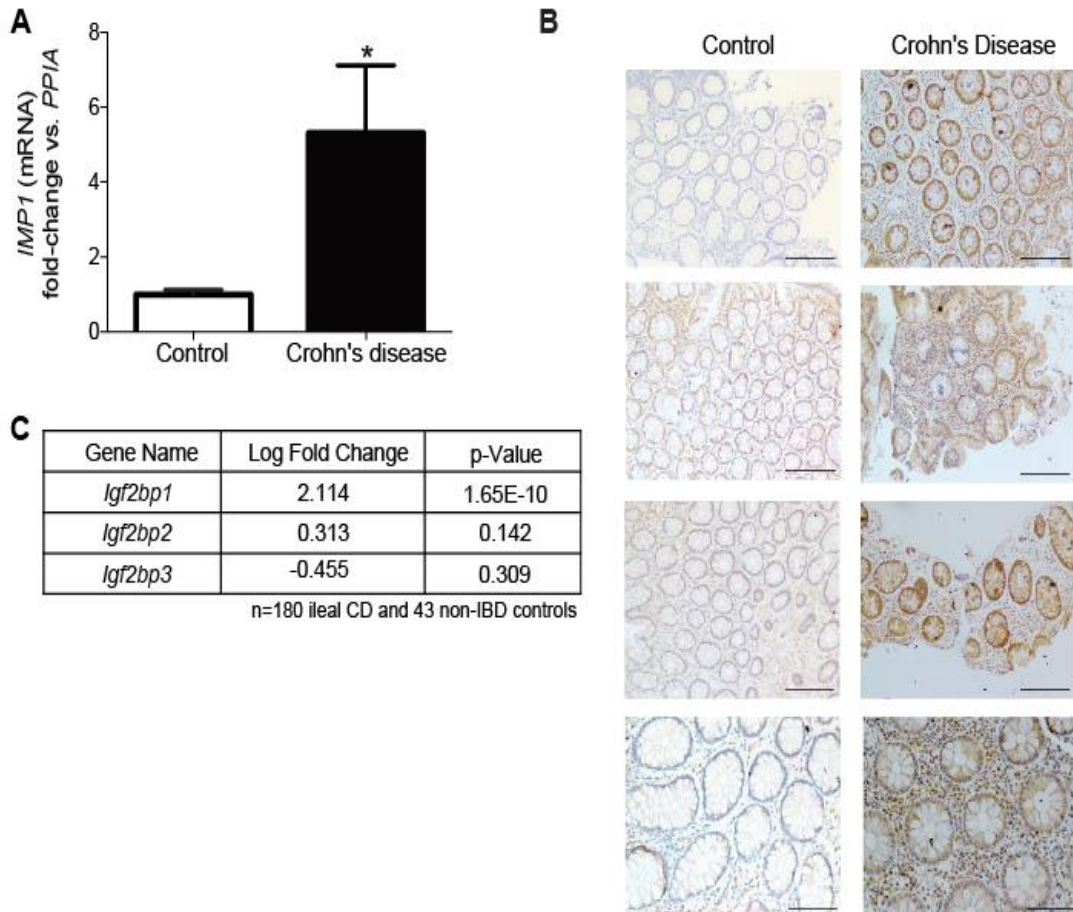 A
IMP1 (mRNA)
fold-change vs. PPIA
8
6
4
2
0
*
Control
Crohn's disease
B
Control
Crohn's Disease
C
Gene Name
Log Fold Change
p-Value
Igf2bp1
2.114
1.65E-10
Igf2bp2
0.313
0.142
Igf2bp3
-0.455
0.309
n=180 ileal CD and 43 non-IBD controls